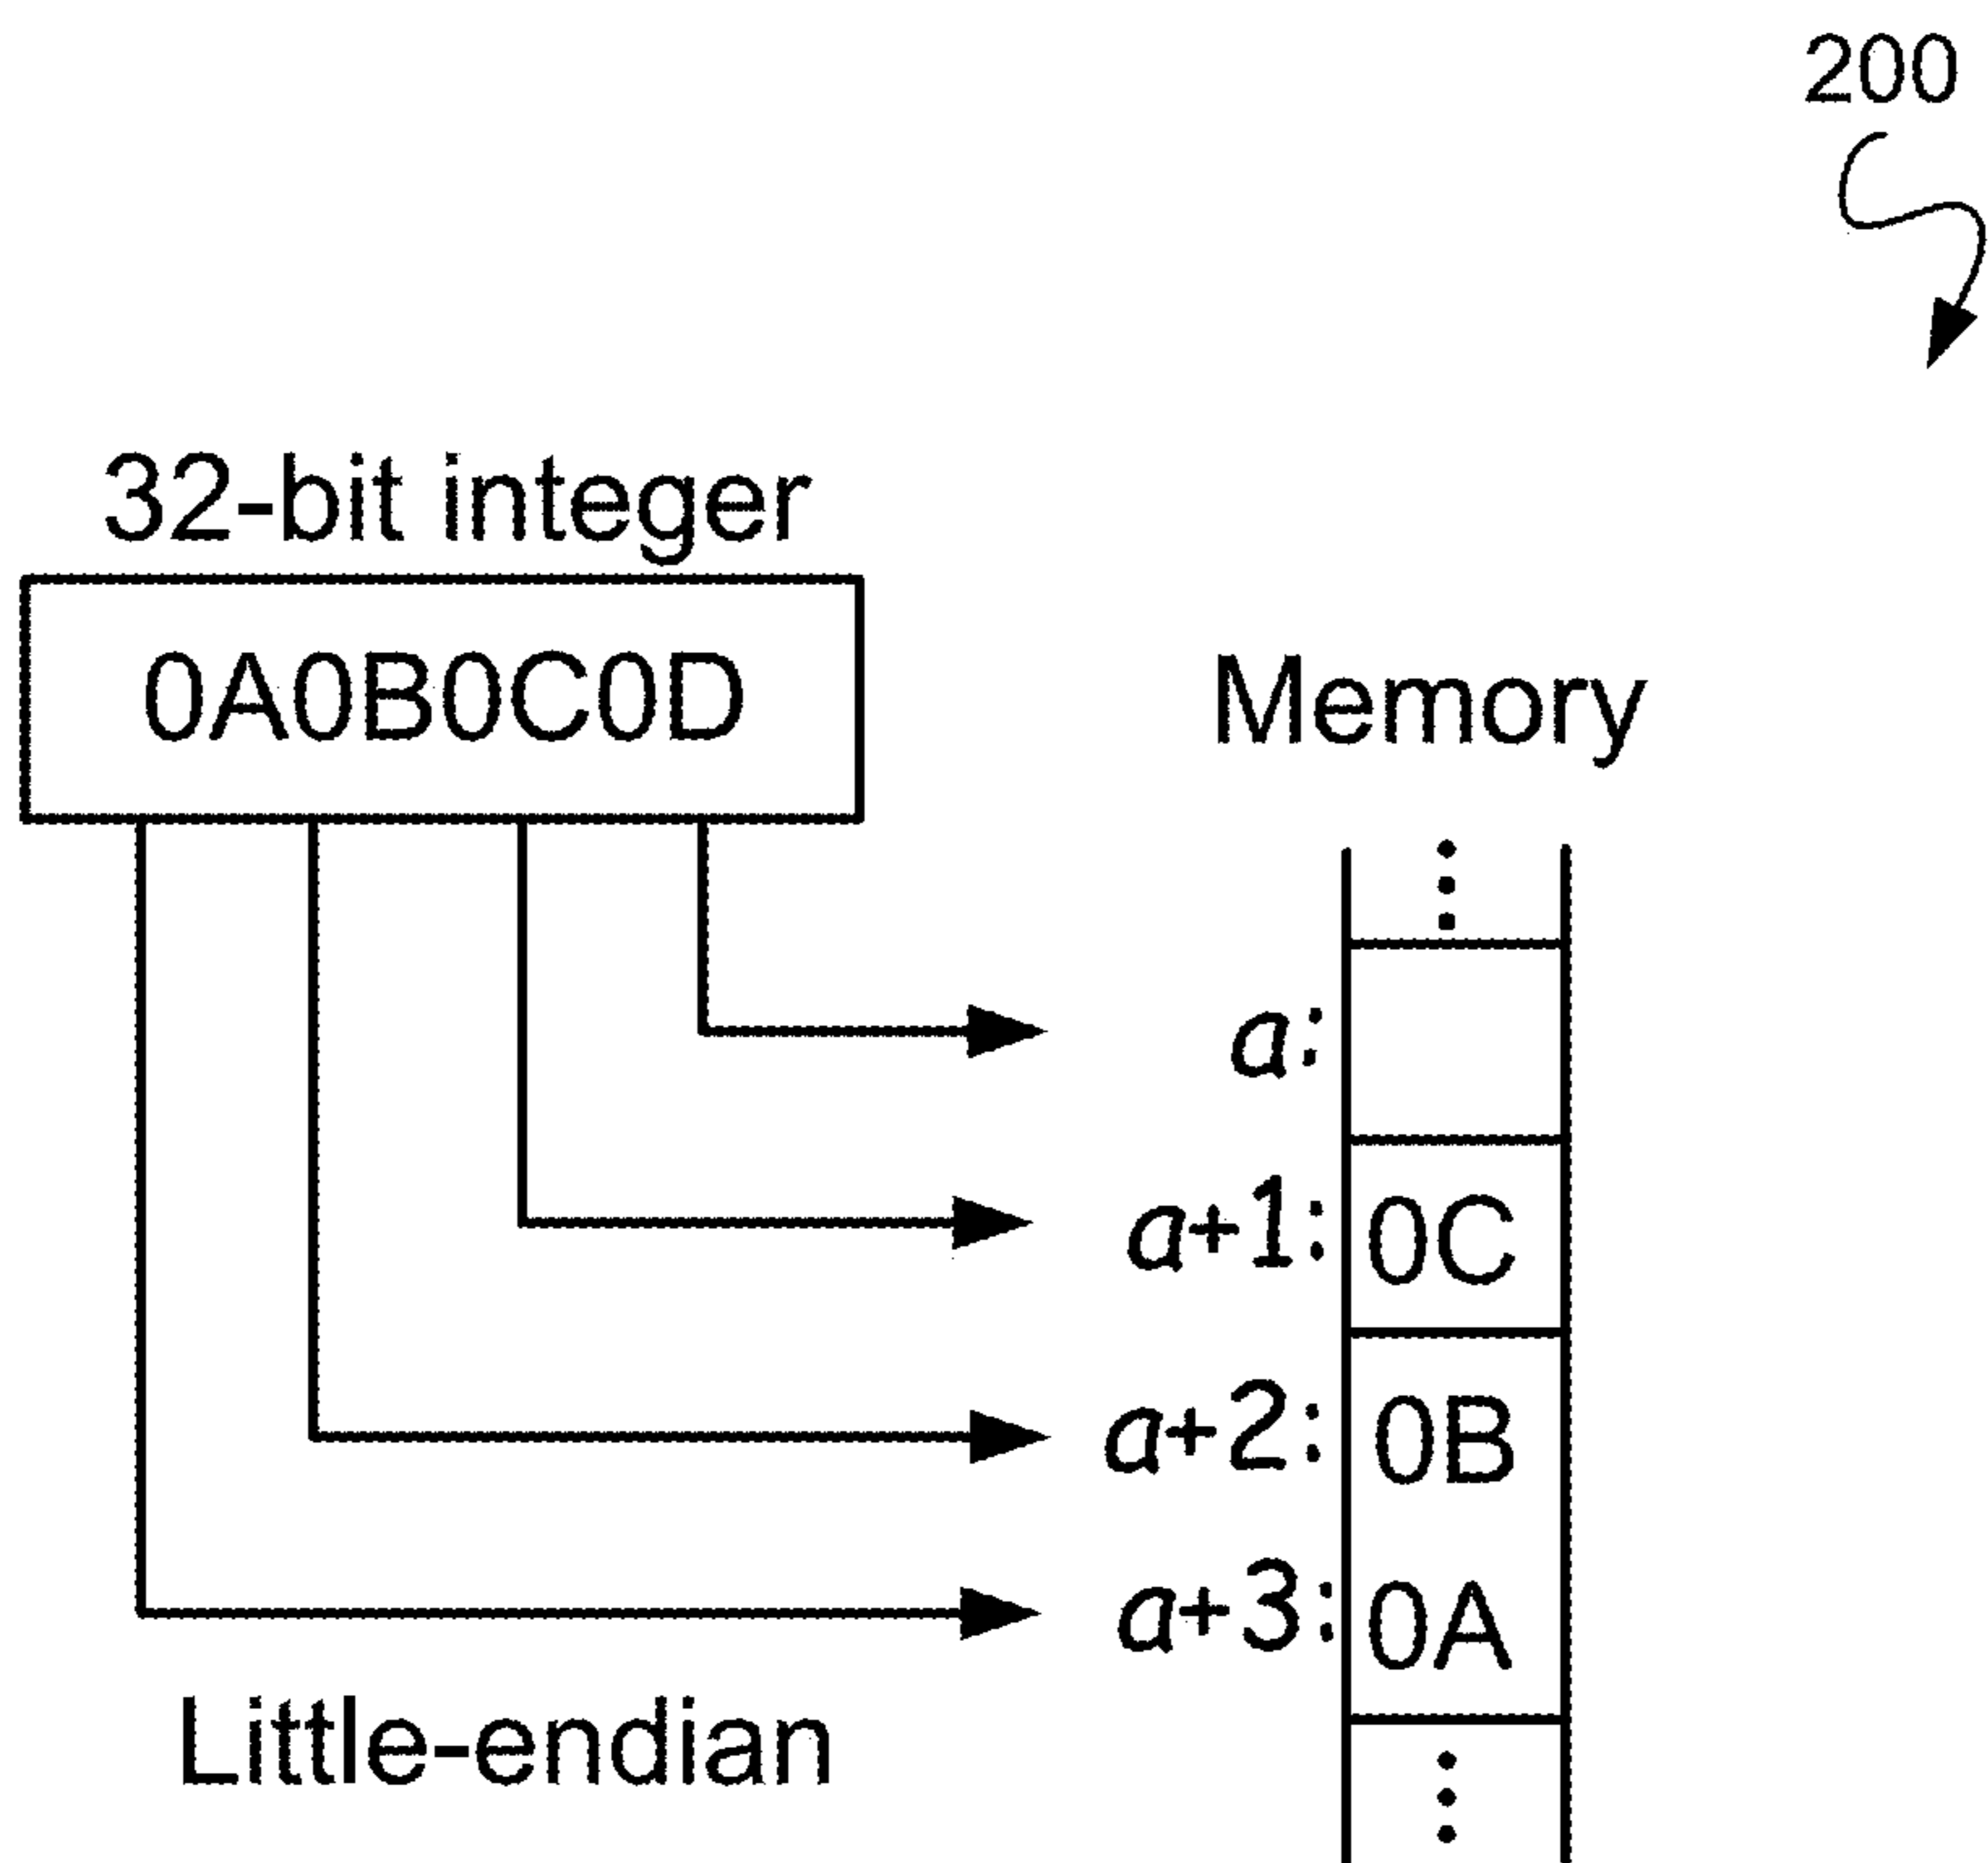 200
32-bit integer
0A0B0C0D
Memory
a:
a+1: 0C
a+2: 0B
a+3: 0A
Little-endian